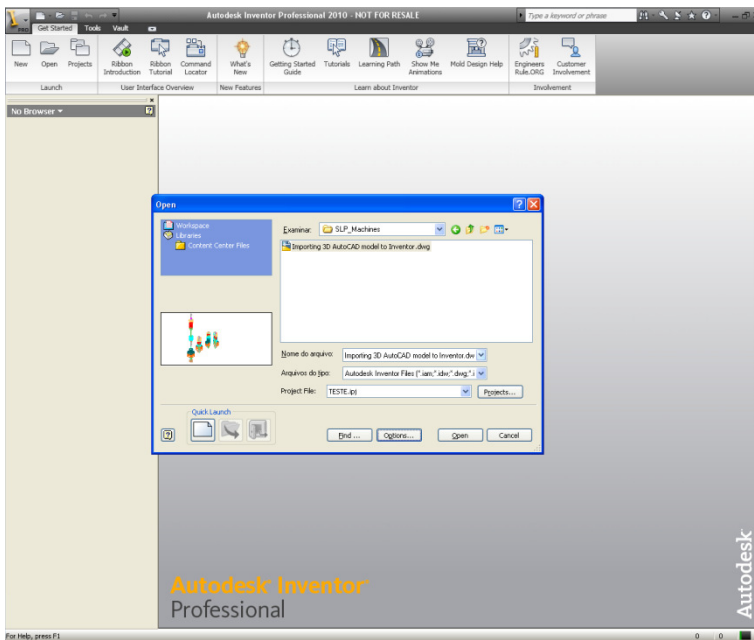 Autodesk Inventor Professional 2010 - NOT FOR RESALE
Type a keyword or phrase
PRO
Get Started Tools Vault
New Open Projects Ribbon Introduction Ribbon Tutorial Command Locator What's New Getting Started Guide Tutorials Learning Path Show Me Animations Mold Design Help Engineers Rule.ORG Customer Involvement
Launch User Interface Overview New Features Learn about Inventor Involvement
No Browser
Open
Workspace
Libraries
Content Center Files
Examinar: SLP_Machines
Importing 3D AutoCAD model to Inventor.dwg
Nome do arquivo: Importing 3D AutoCAD model to Inventor.dw
Arquivos do tipo: Autodesk Inventor Files (*.iam;*.idw;*.dwg;*.i
Project File: TESTE.ipj Projects...
Quick Launch
Find ... Options... Open Cancel
Autodesk Inventor
Professional
Autodesk
For Help, press F1 0 0